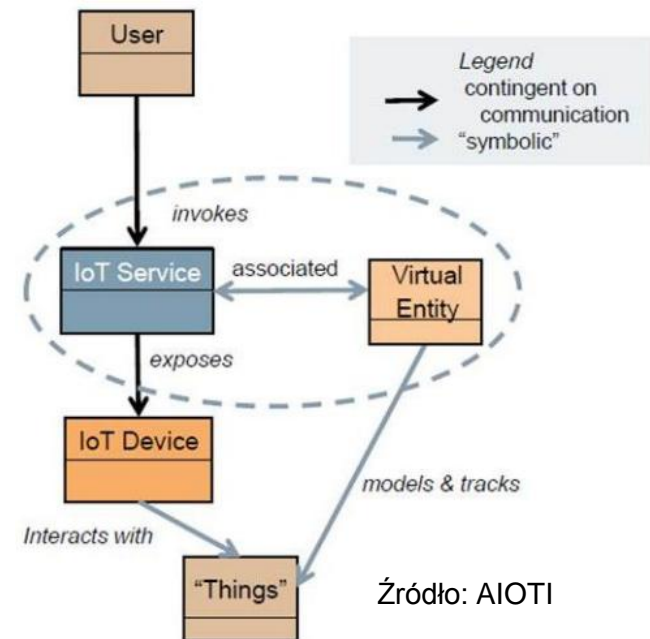 User
Legend
contingent on
communication
"symbolic"
invokes
IoT Service
associated
Virtual
Entity
exposes
IoT Device
models & tracks
Interacts with
"Things"
Źródło: AIOTI